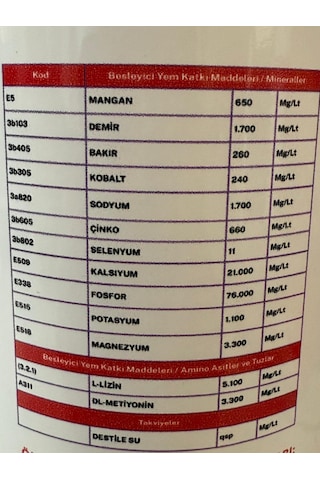 Kod Besleyici Yem Katkı Maddeleri / Mineraller
E5 MANGAN 650 Mg/Lt
3b103 DEMİR 1.700 Mg/Lt
3b405 BAKIR 260 Mg/Lt
3b305 KOBALT 240 Mg/Lt
3a820 SODYUM 1.700 Mg/Lt
3b605 ÇİNKO 660 Mg/Lt
3b802 SELENYUM 11 Mg/Lt
E509 KALSIYUM 21.000 Mg/Lt
E338 FOSFOR 76.000 Mg/Lt
E515 POTASYUM 1.100 Mg/Lt
E518 MAGNEZYUM 3.300 Mg/Lt
Besleyici Yem Katkı Maddeleri / Amino Asitler ve Tuzlar
(3.2.1) L-LİZİN 5.100 Mg/Lt
A311 DL-METİYONİN 3.300 Mg/Lt
Takviyeler
DESTİLE SU qsp Mg/Lt